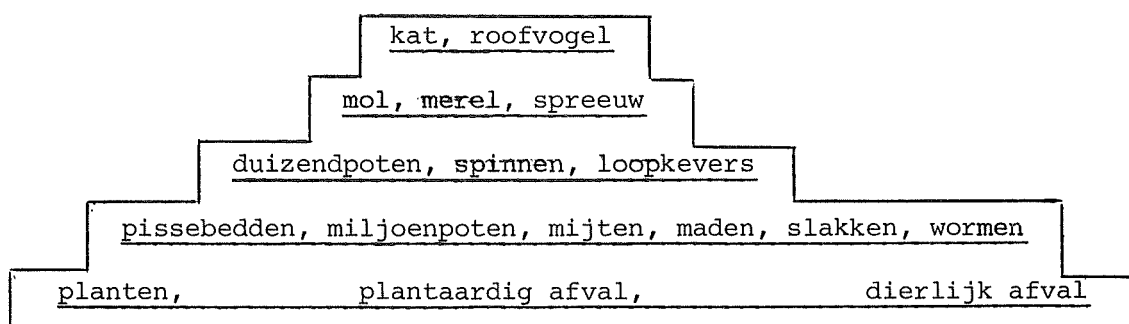 kat, roofvogel
mol, merel, spreeuw
duizendpoten, spinnen, loopkevers
pissebedden, miljoenpoten, mijten, maden, slakken, wormen
planten, plantaardig afval, dierlijk afval